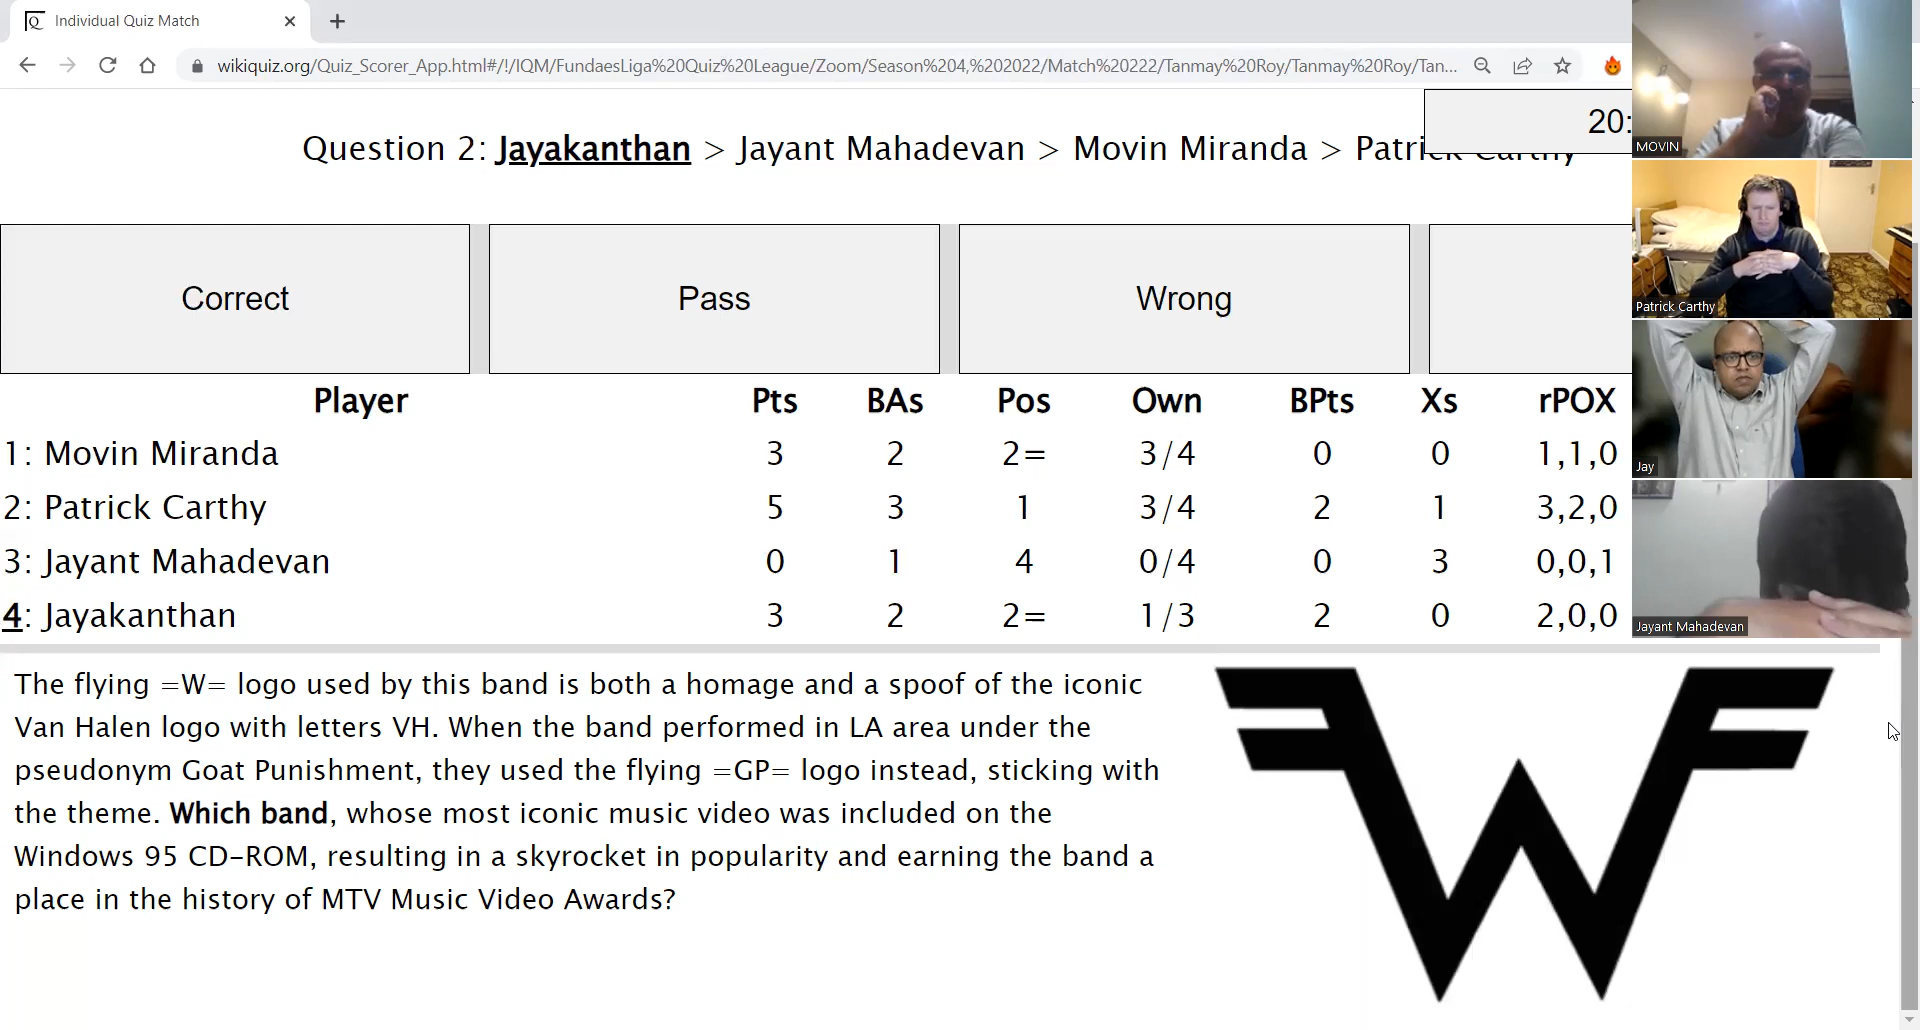 Individual Quiz Match
wikiquiz.org/Quiz_Scorer_App.html#/!/IQM/FundaesLiga%20Quiz%20League/Zoom/Season%204,%202022/Match%20222/Tanmay%20Roy/Tanmay%20Roy/Tan...
20:
Question 2: Jayakanthan > Jayant Mahadevan > Movin Miranda > Patrick Carthy
Correct Pass Wrong
Player Pts BAs Pos Own BPts Xs rPOX
1: Movin Miranda 3 2 2= 3/4 0 0 1,1,0
2: Patrick Carthy 5 3 1 3/4 2 1 3,2,0
3: Jayant Mahadevan 0 1 4 0/4 0 3 0,0,1
4: Jayakanthan 3 2 2= 1/3 2 0 2,0,0
MOVIN
Patrick Carthy
Jay
Jayant Mahadevan
The flying =W= logo used by this band is both a homage and a spoof of the iconic
Van Halen logo with letters VH. When the band performed in LA area under the
pseudonym Goat Punishment, they used the flying =GP= logo instead, sticking with
the theme. Which band, whose most iconic music video was included on the
Windows 95 CD-ROM, resulting in a skyrocket in popularity and earning the band a
place in the history of MTV Music Video Awards?
W